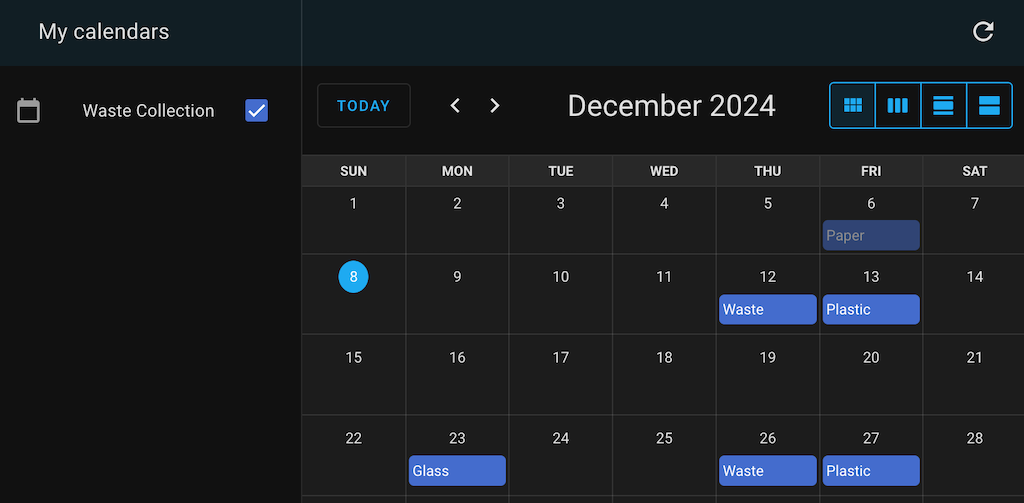 My calendars
Waste Collection
TODAY
December 2024
SUN MON TUE WED THU FRI SAT
1 2 3 4 5 6 7
Paper
8 9 10 11 12 13 14
Waste Plastic
15 16 17 18 19 20 21
22 23 24 25 26 27 28
Glass Waste Plastic